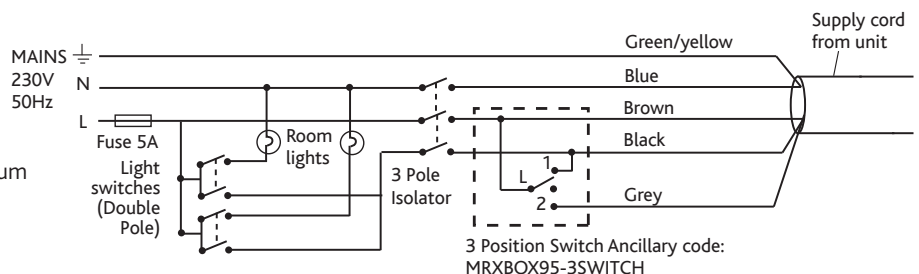 Supply cord
from unit
MAINS
230V
50Hz
N
L
Green/yellow
Blue
Brown
Black
Grey
Fuse 5A
Room
lights
Light
switches
(Double
Pole)
3 Pole
Isolator
L
1
2
3 Position Switch Ancillary code:
MRXBOX95-3SWITCH
um